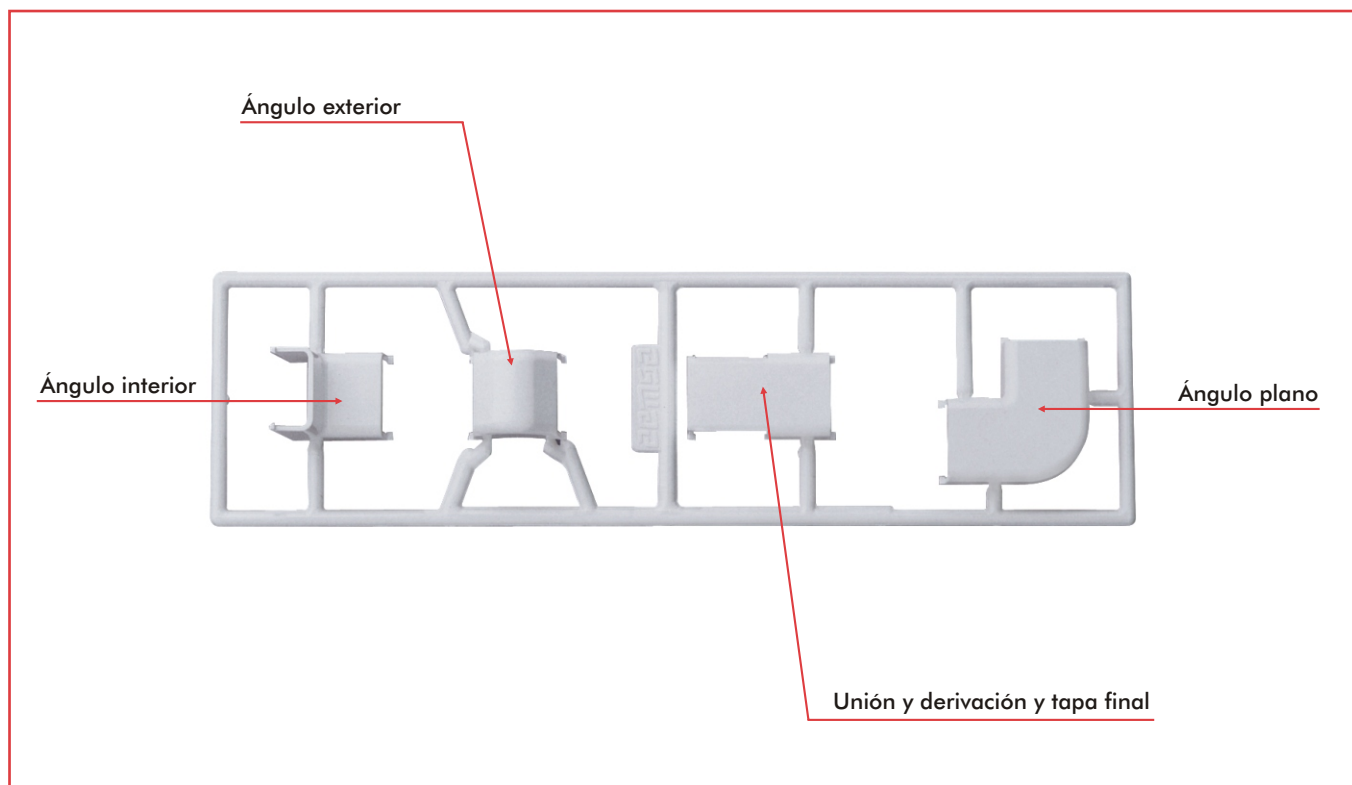 Ángulo exterior
Ángulo interior
Ángulo plano
Unión y derivación y tapa final